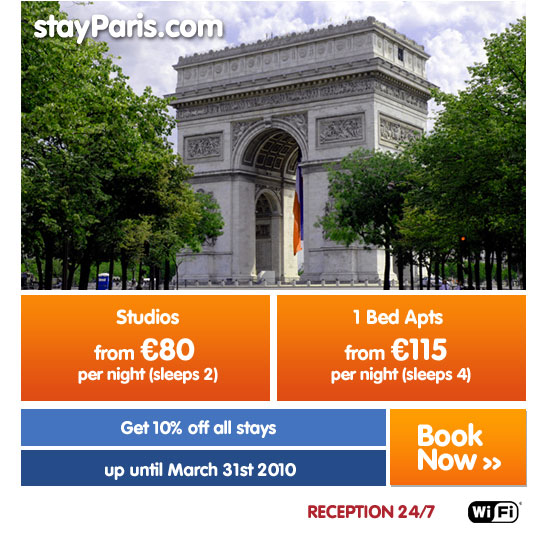 stayParis.com
Studios
from €80
per night (sleeps 2)
1 Bed Apts
from €115
per night (sleeps 4)
Get 10% off all stays
up until March 31st 2010
Book
Now »
RECEPTION 24/7
WiFi